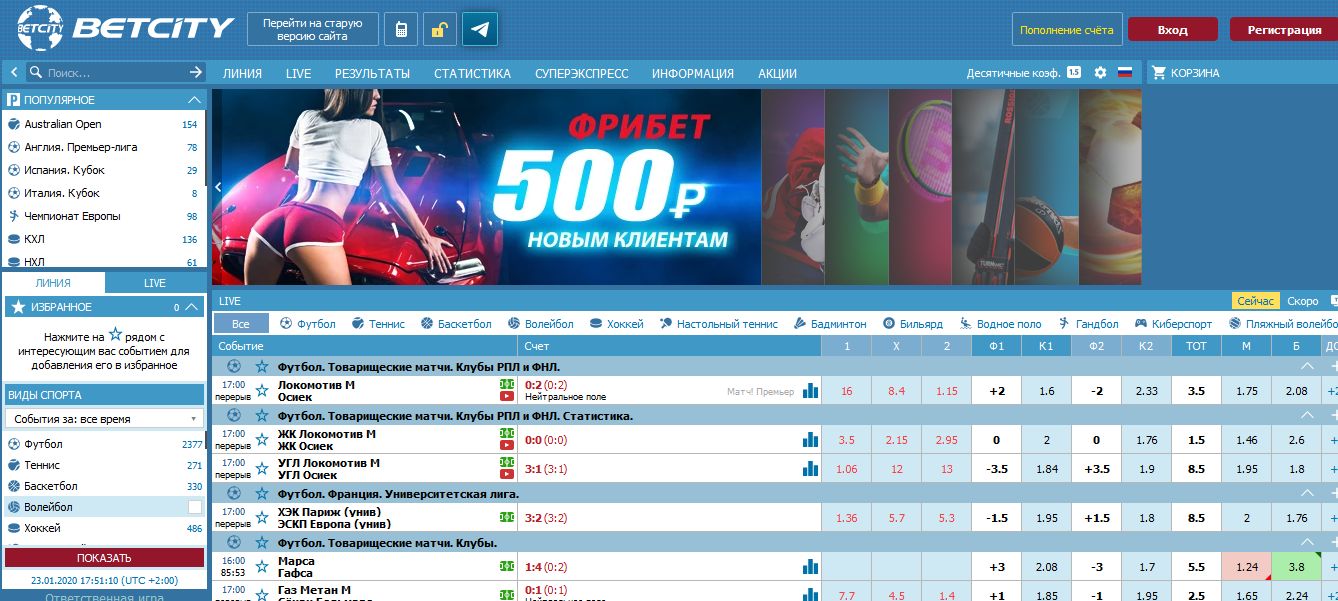 BETCITY
BETCITY
Перейти на старую
версию сайта
Пополнение счёта
Вход
Регистрация
Поиск...
ЛИНИЯ
LIVE
РЕЗУЛЬТАТЫ
СТАТИСТИКА
СУПЕРЭКСПРЕСС
ИНФОРМАЦИЯ
АКЦИИ
Десятичные коэф.
1.5
КОРЗИНА
ПОПУЛЯРНОЕ
Australian Open 154
Англия. Премьер-лига 78
Испания. Кубок 29
Италия. Кубок 8
Чемпионат Европы 98
КХЛ 136
НХЛ 61
ЛИНИЯ LIVE
ИЗБРАННОЕ 0
Нажмите на рядом с
интересующим вас событием для
добавления его в избранное
ВИДЫ СПОРТА
События за: все время
Футбол 2377
Теннис 271
Баскетбол 330
Волейбол
Хоккей 486
ПОКАЗАТЬ
23.01.2020 17:51:10 (UTC +2:00)
Ответственная игра
ФРИБЕТ
500₽
НОВЫМ КЛИЕНТАМ
LIVE
Сейчас Скоро
Все Футбол Теннис Баскетбол Волейбол Хоккей Настольный теннис Бадминтон Бильярд Водное поло Гандбол Киберспорт Пляжный волейбо
Событие Счет 1 X 2 Ф1 К1 Ф2 К2 ТОТ М Б ДО
Футбол. Товарищеские матчи. Клубы РПЛ и ФНЛ.
17:00 Локомотив М 0:2 (0:2) Матч! Премьер 16 8.4 1.15 +2 1.6 -2 2.33 3.5 1.75 2.08 +2
перерыв Осиек Нейтральное поле
Футбол. Товарищеские матчи. Клубы РПЛ и ФНЛ. Статистика.
17:00 ЖК Локомотив М 0:0 (0:0) 3.5 2.15 2.95 0 2 0 1.76 1.5 1.46 2.6
перерыв ЖК Осиек
17:00 УГЛ Локомотив М 3:1 (3:1) 1.06 12 13 -3.5 1.84 +3.5 1.9 8.5 1.95 1.8
перерыв УГЛ Осиек
Футбол. Франция. Университетская лига.
17:00 ХЭК Париж (унив) 3:2 (3:2) 1.36 5.7 5.3 -1.5 1.95 +1.5 1.8 8.5 2 1.76
перерыв ЭСКП Европа (унив)
Футбол. Товарищеские матчи. Клубы.
16:00 Марса 1:4 (0:2) +3 2.08 -3 1.7 5.5 1.24 3.8
85:53 Гафса
17:00 Газ Метан М 0:1 (0:1) 7.7 4.5 1.4 +1 1.85 -1 1.95 2.5 1.65 2.24